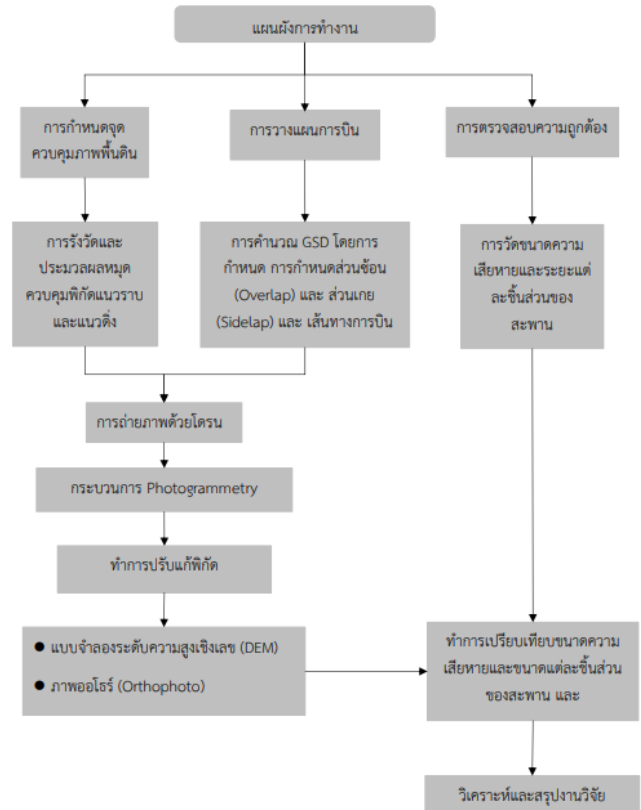 แผนผังการทำงาน
การกำหนดจุด
ควบคุมภาพพื้นดิน
การวางแผนการบิน
การตรวจสอบความถูกต้อง
การรังวัดและ
ประมวลผลหมุด
ควบคุมพิกัดแนวราบ
และแนวดิ่ง
การคำนวณ GSD โดยการ
กำหนด การกำหนดส่วนซ้อน
(Overlap) และ ส่วนเกย
(Sidelap) และ เส้นทางการบิน
การวัดขนาดความ
เสียหายและระยะแต่
ละชิ้นส่วนของ
สะพาน
การถ่ายภาพด้วยโดรน
กระบวนการ Photogrammetry
ทำการปรับแก้พิกัด
● แบบจำลองระดับความสูงเชิงเลข (DEM)
● ภาพออโธร์ (Orthophoto)
ทำการเปรียบเทียบขนาดความ
เสียหายและขนาดแต่ละชิ้นส่วน
ของสะพาน และ
วิเคราะห์และสรุปงานวิจัย